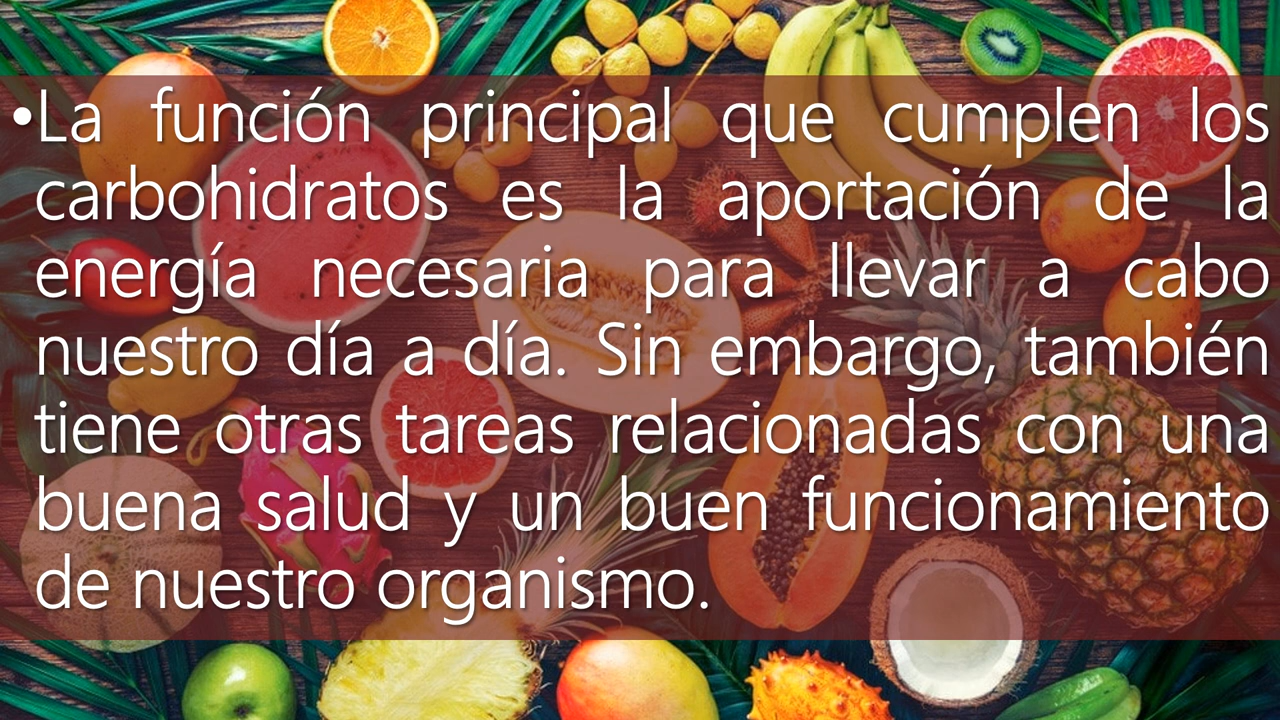 •La función principal que cumplen los
carbohidratos es la aportación de la
energía necesaria para llevar a cabo
nuestro día a día. Sin embargo, también
tiene otras tareas relacionadas con una
buena salud y un buen funcionamiento
de nuestro organismo.